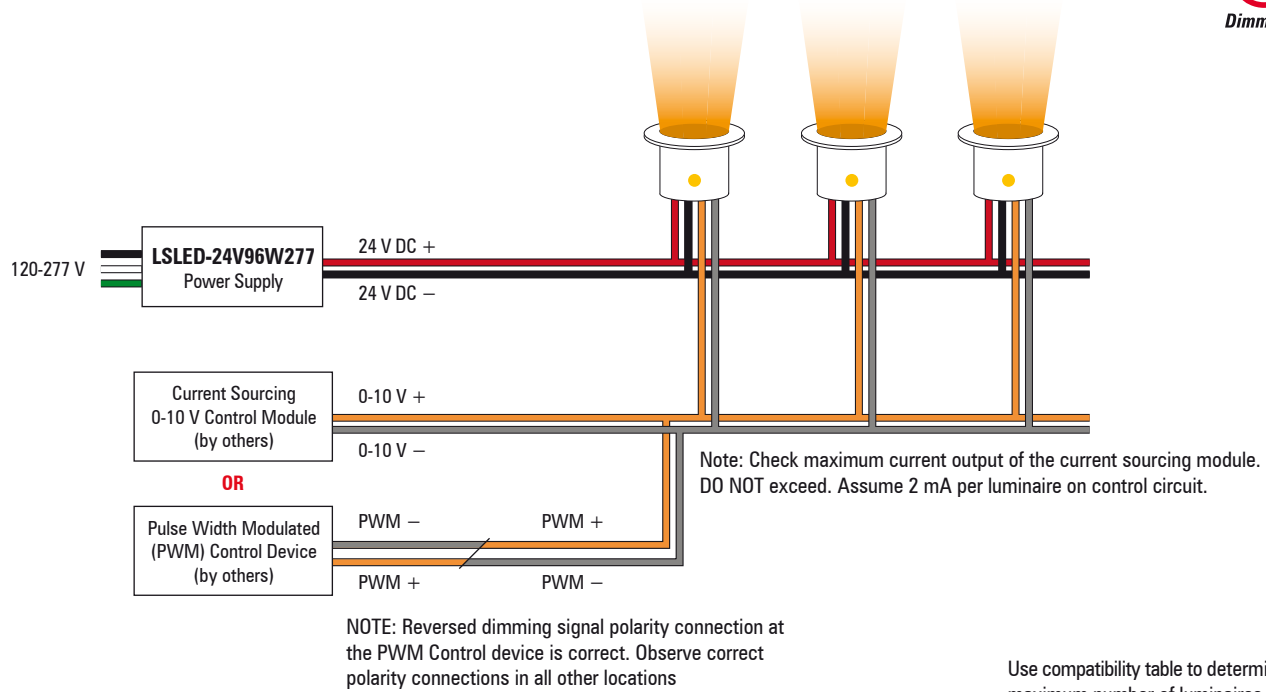 Dimm
120-277 V
LSLED-24V96W277
Power Supply
24 V DC +
24 V DC −
Current Sourcing
0-10 V Control Module
(by others)
0-10 V +
0-10 V −
Note: Check maximum current output of the current sourcing module.
DO NOT exceed. Assume 2 mA per luminaire on control circuit.
OR
Pulse Width Modulated
(PWM) Control Device
(by others)
PWM − PWM +
PWM + PWM −
NOTE: Reversed dimming signal polarity connection at
the PWM Control device is correct. Observe correct
polarity connections in all other locations
Use compatibility table to determi
maximum number of luminaires